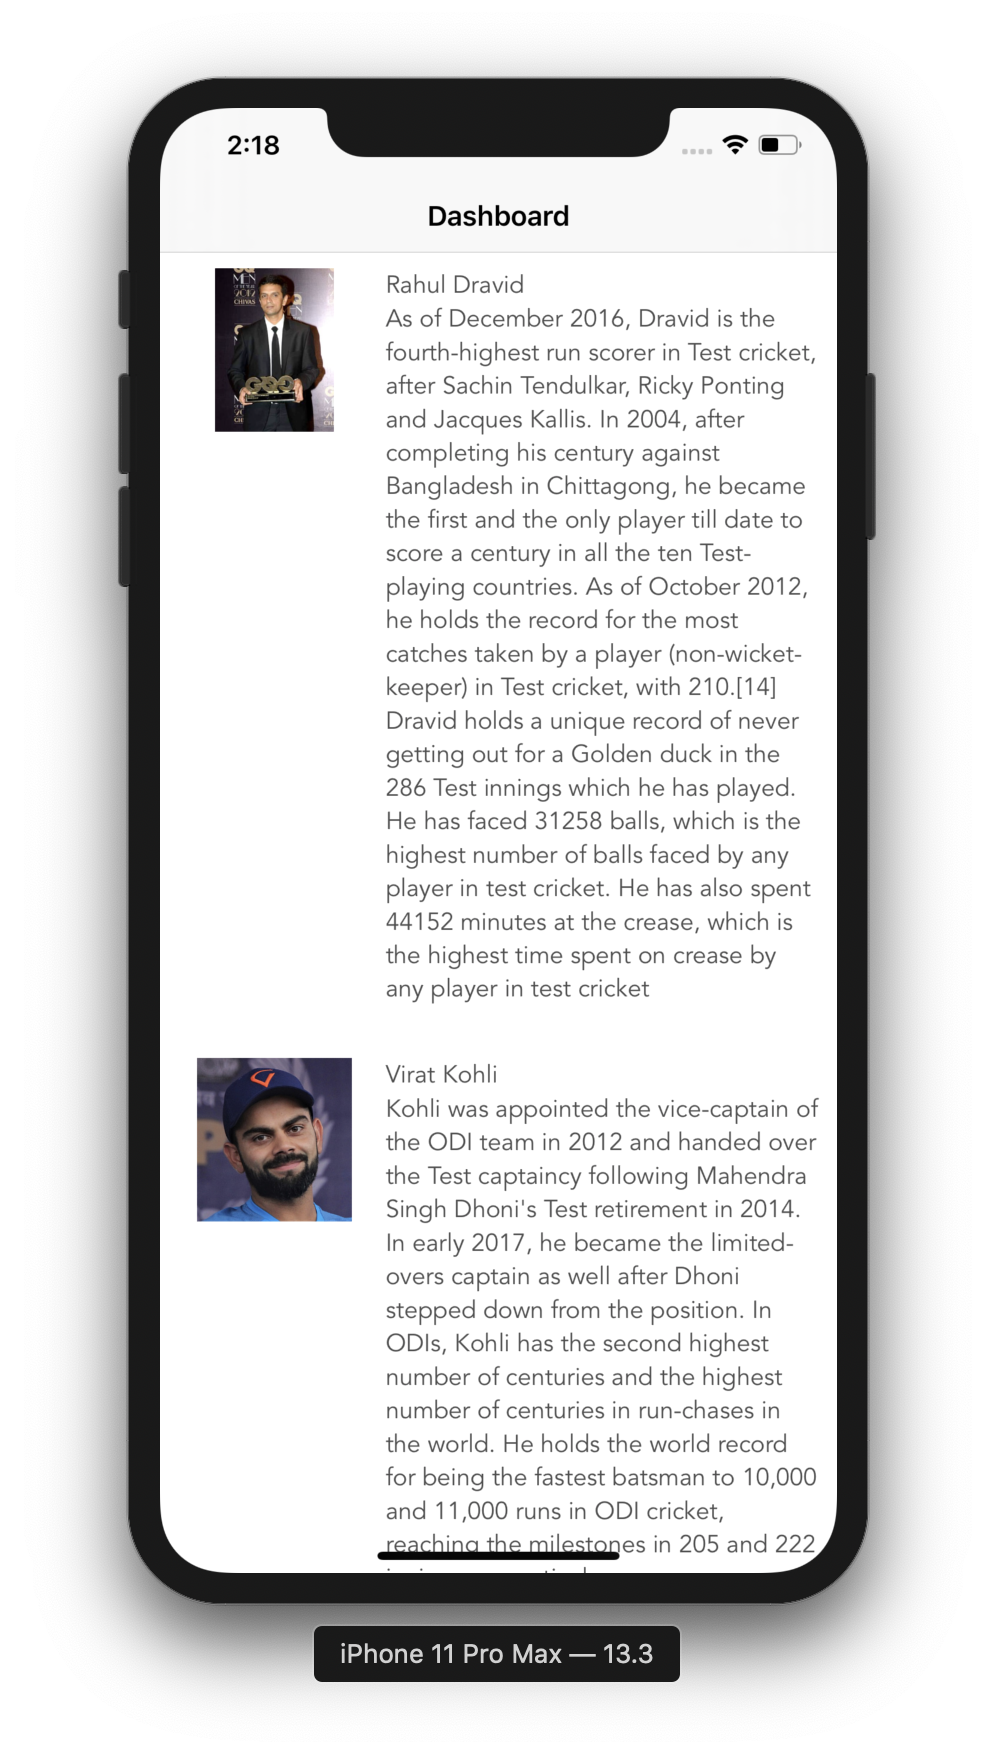 2:18
Dashboard
GQ
MEN
2012
CHIVAS
Rahul Dravid
As of December 2016, Dravid is the
fourth-highest run scorer in Test cricket,
after Sachin Tendulkar, Ricky Ponting
and Jacques Kallis. In 2004, after
completing his century against
Bangladesh in Chittagong, he became
the first and the only player till date to
score a century in all the ten Test-
playing countries. As of October 2012,
he holds the record for the most
catches taken by a player (non-wicket-
keeper) in Test cricket, with 210.[14]
Dravid holds a unique record of never
getting out for a Golden duck in the
286 Test innings which he has played.
He has faced 31258 balls, which is the
highest number of balls faced by any
player in test cricket. He has also spent
44152 minutes at the crease, which is
the highest time spent on crease by
any player in test cricket
Virat Kohli
Kohli was appointed the vice-captain of
the ODI team in 2012 and handed over
the Test captaincy following Mahendra
Singh Dhoni's Test retirement in 2014.
In early 2017, he became the limited-
overs captain as well after Dhoni
stepped down from the position. In
ODIs, Kohli has the second highest
number of centuries and the highest
number of centuries in run-chases in
the world. He holds the world record
for being the fastest batsman to 10,000
and 11,000 runs in ODI cricket,
reaching the milestones in 205 and 222
iPhone 11 Pro Max — 13.3